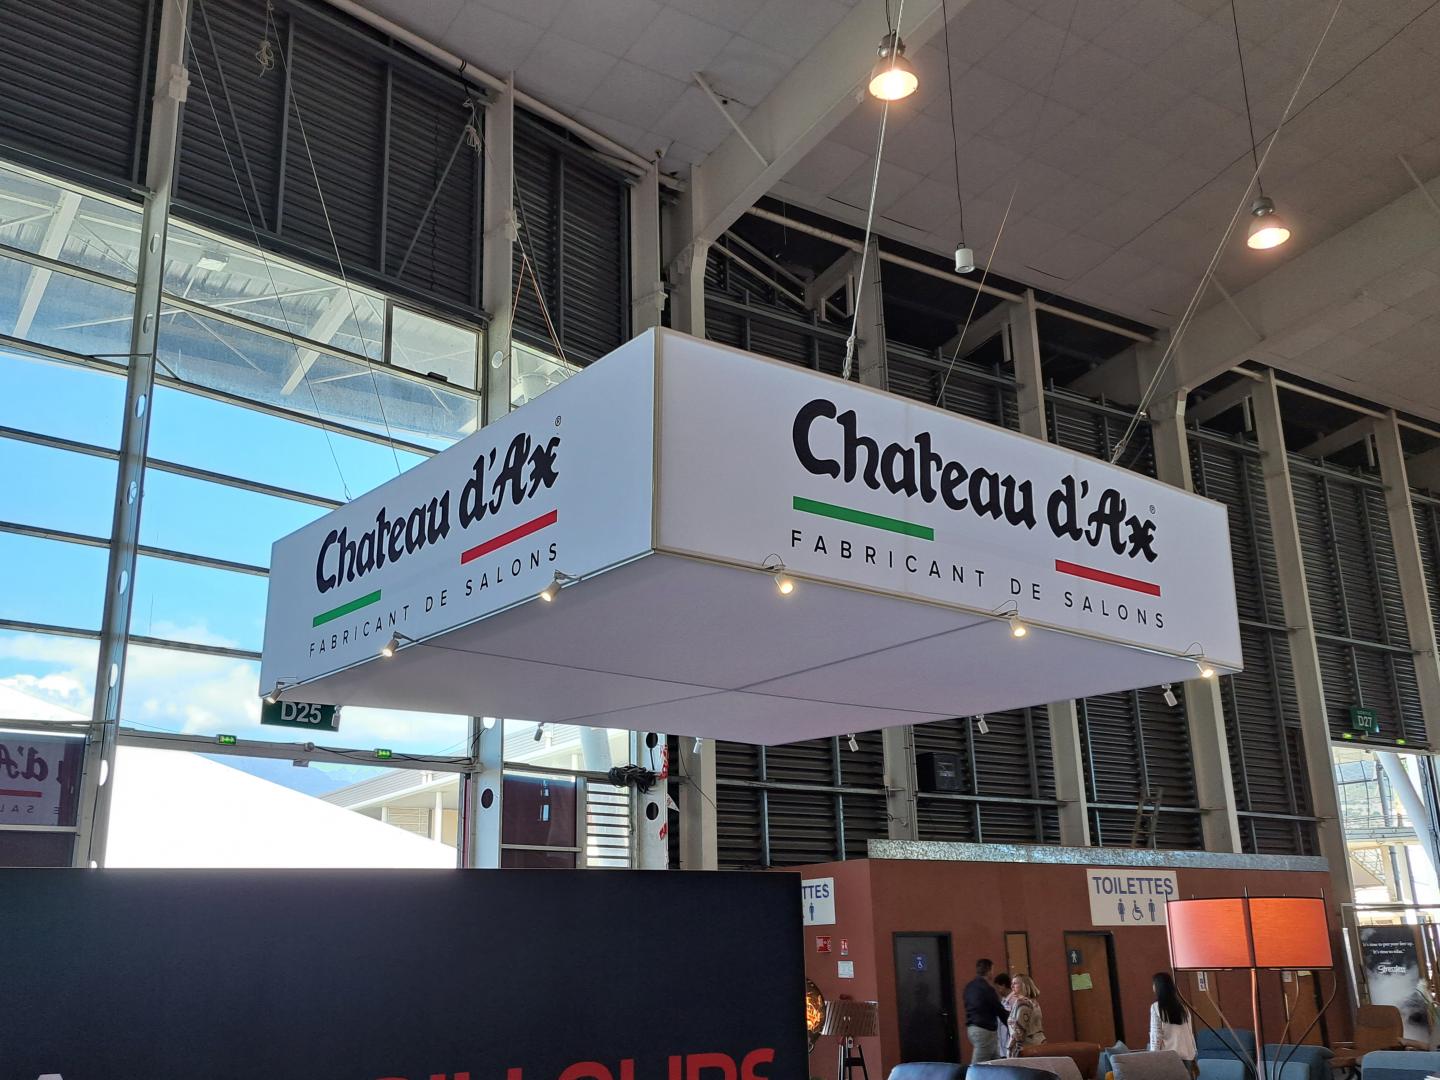 Chateau d'Ax®
FABRICANT DE SALONS
Chateau d'Ax®
FABRICANT DE SALONS
D25
D27
TOILETTES